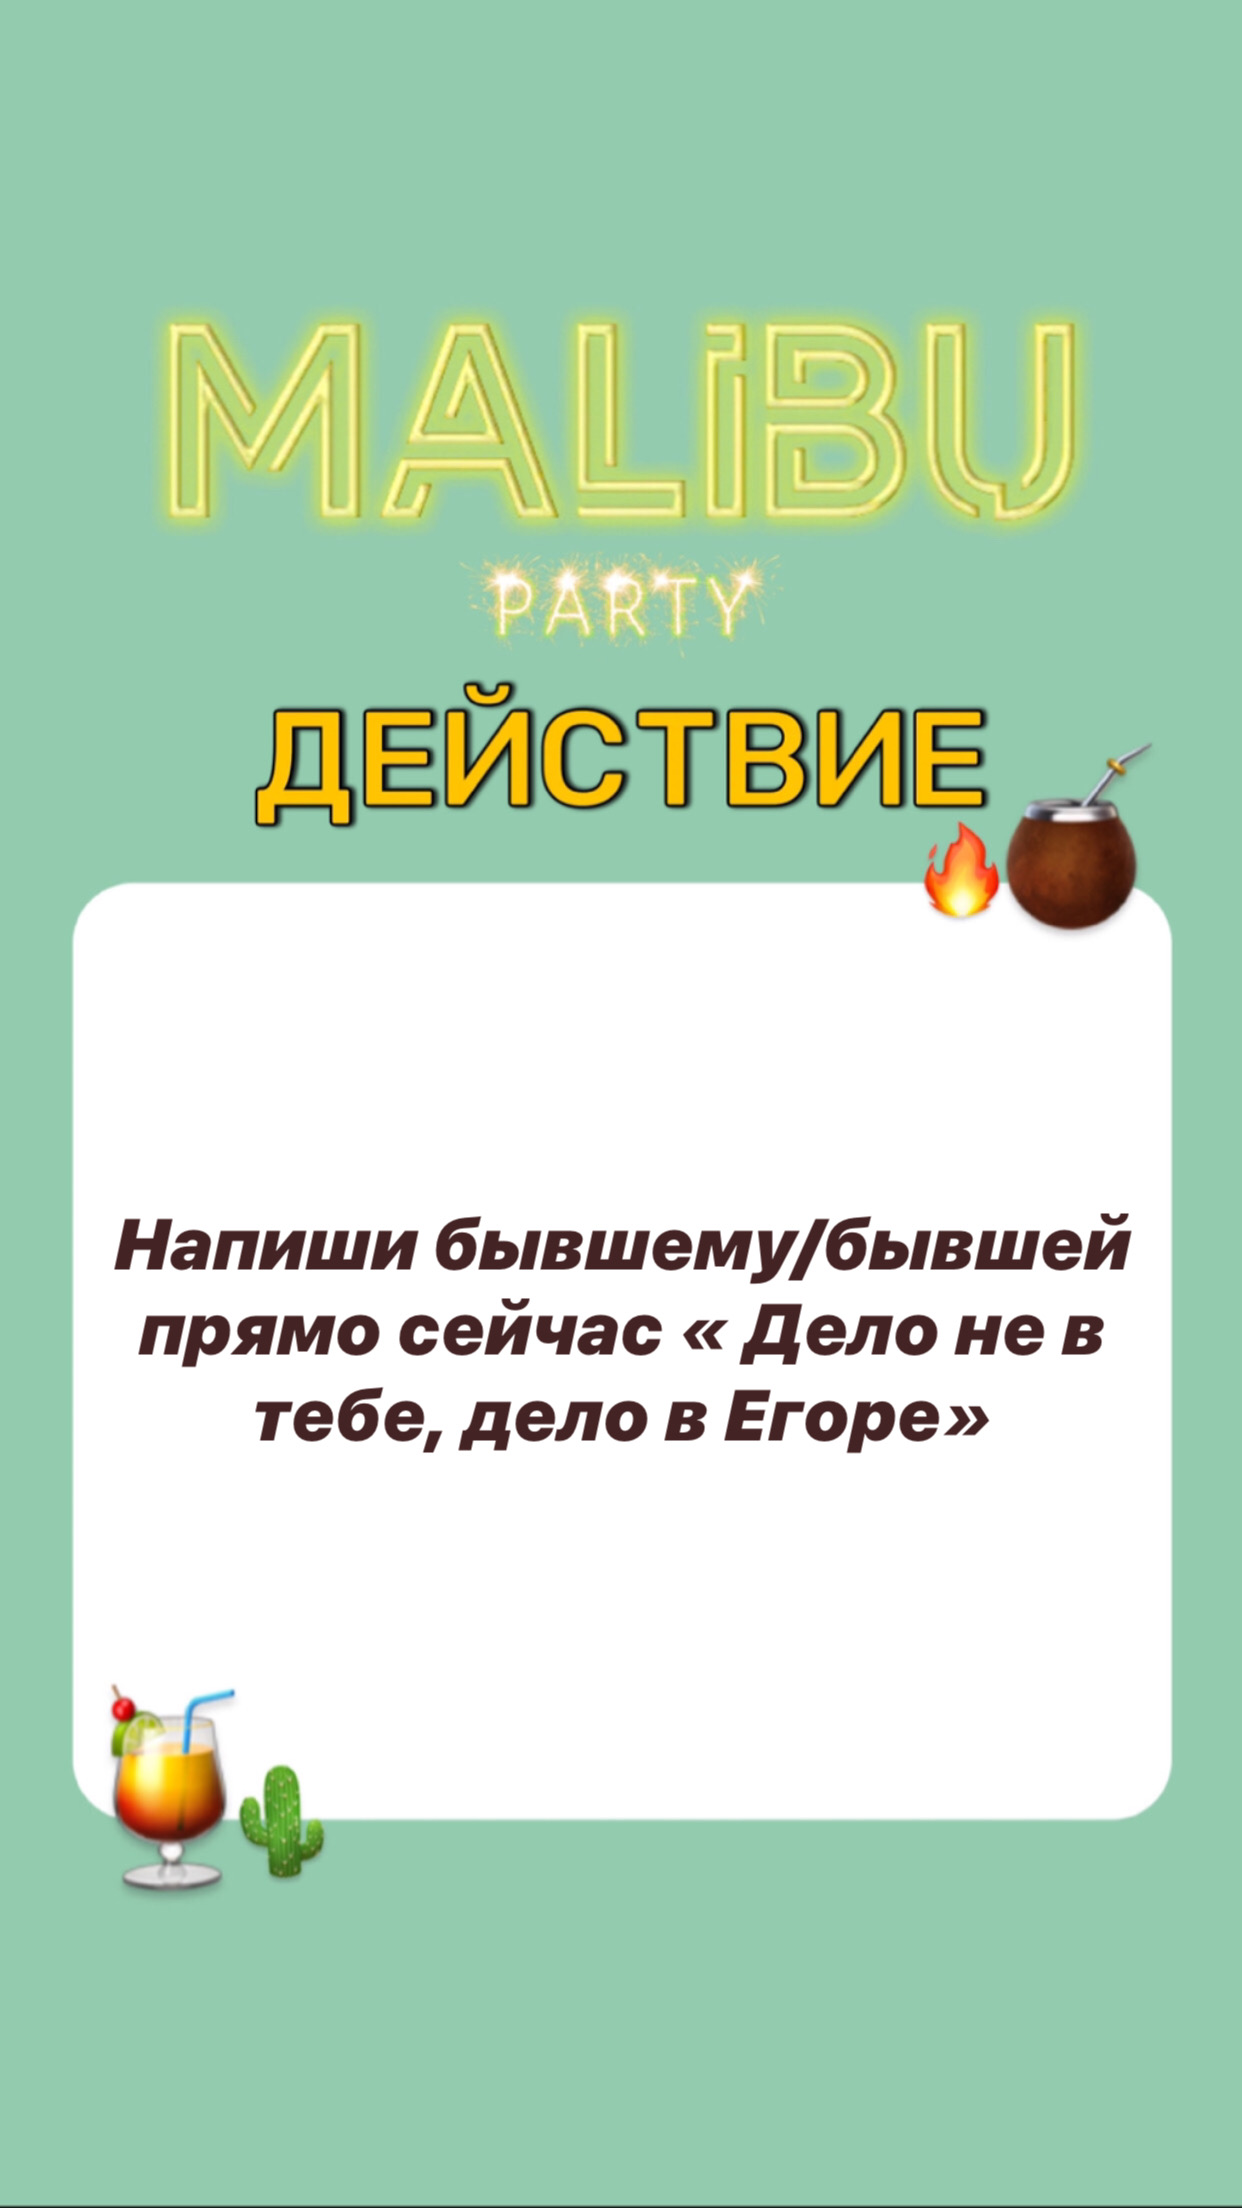 MALiBU
PARTY
ДЕЙСТВИЕ
Напиши бывшему/бывшей
прямо сейчас « Дело не в
тебе, дело в Егоре»